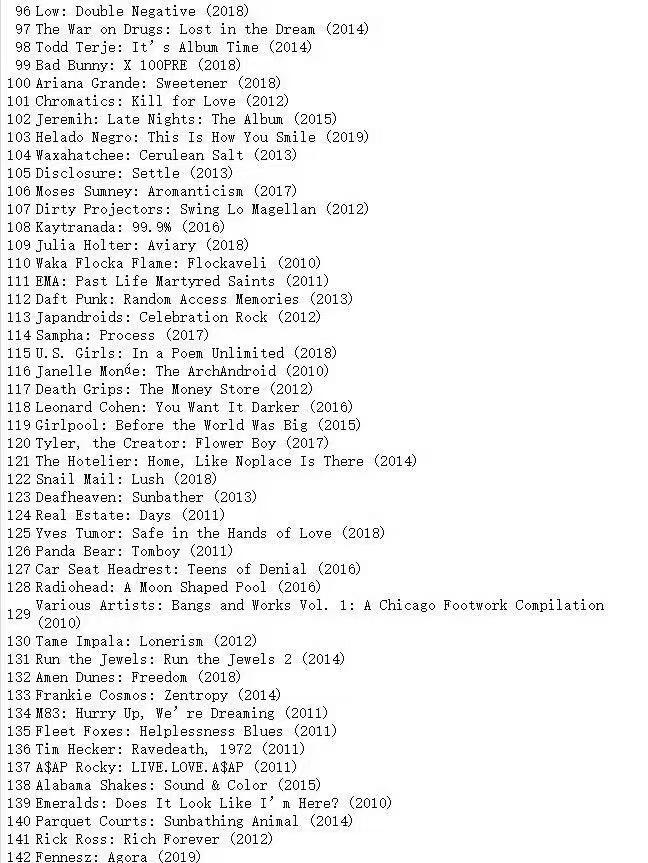 96 Low: Double Negative (2018)
97 The War on Drugs: Lost in the Dream (2014)
98 Todd Terje: It's Album Time (2014)
99 Bad Bunny: X 100PRE (2018)
100 Ariana Grande: Sweetener (2018)
101 Chromatics: Kill for Love (2012)
102 Jeremih: Late Nights: The Album (2015)
103 Helado Negro: This Is How You Smile (2019)
104 Waxahatchee: Cerulean Salt (2013)
105 Disclosure: Settle (2013)
106 Moses Sumney: Aromanticism (2017)
107 Dirty Projectors: Swing Lo Magellan (2012)
108 Kaytranada: 99.9% (2016)
109 Julia Holter: Aviary (2018)
110 Waka Flocka Flame: Flockaveli (2010)
111 EMA: Past Life Martyred Saints (2011)
112 Daft Punk: Random Access Memories (2013)
113 Japandroids: Celebration Rock (2012)
114 Sampha: Process (2017)
115 U.S. Girls: In a Poem Unlimited (2018)
116 Janelle Monáe: The ArchAndroid (2010)
117 Death Grips: The Money Store (2012)
118 Leonard Cohen: You Want It Darker (2016)
119 Girlpool: Before the World Was Big (2015)
120 Tyler, the Creator: Flower Boy (2017)
121 The Hotelier: Home, Like Noplace Is There (2014)
122 Snail Mail: Lush (2018)
123 Deafheaven: Sunbather (2013)
124 Real Estate: Days (2011)
125 Yves Tumor: Safe in the Hands of Love (2018)
126 Panda Bear: Tomboy (2011)
127 Car Seat Headrest: Teens of Denial (2016)
128 Radiohead: A Moon Shaped Pool (2016)
129 Various Artists: Bangs and Works Vol. 1: A Chicago Footwork Compilation
(2010)
130 Tame Impala: Lonerism (2012)
131 Run the Jewels: Run the Jewels 2 (2014)
132 Amen Dunes: Freedom (2018)
133 Frankie Cosmos: Zentropy (2014)
134 M83: Hurry Up, We're Dreaming (2011)
135 Fleet Foxes: Helplessness Blues (2011)
136 Tim Hecker: Ravedeath, 1972 (2011)
137 A$AP Rocky: LIVE.LOVE.A$AP (2011)
138 Alabama Shakes: Sound & Color (2015)
139 Emeralds: Does It Look Like I'm Here? (2010)
140 Parquet Courts: Sunbathing Animal (2014)
141 Rick Ross: Rich Forever (2012)
142 Fennesz: Agora (2019)